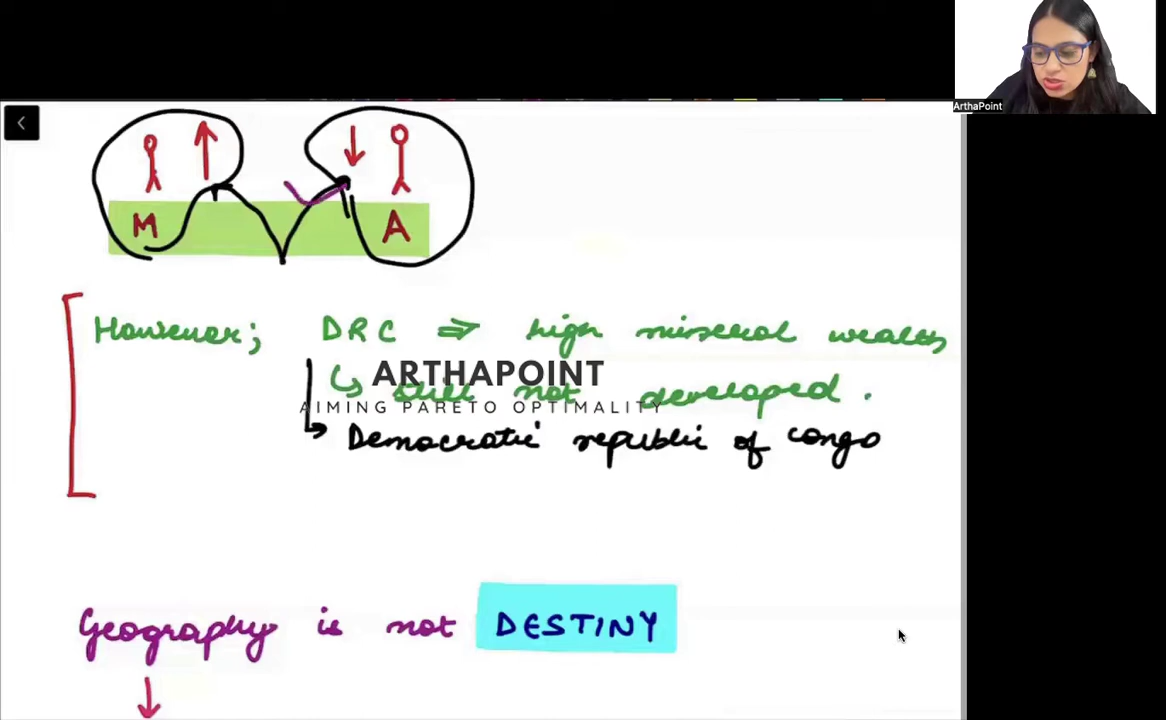 ArthaPoint
M A
However; DRC ⇒ high mineral wealth
↳ still not developed.
ARTHAPOINT
AIMING PARETO OPTIMALITY
Democratic republic of congo
Geography is not DESTINY